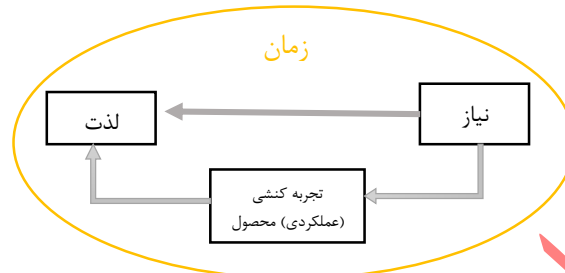 زمان
نیاز
لذت
تجربه کنشی
(عملکردی) محصول